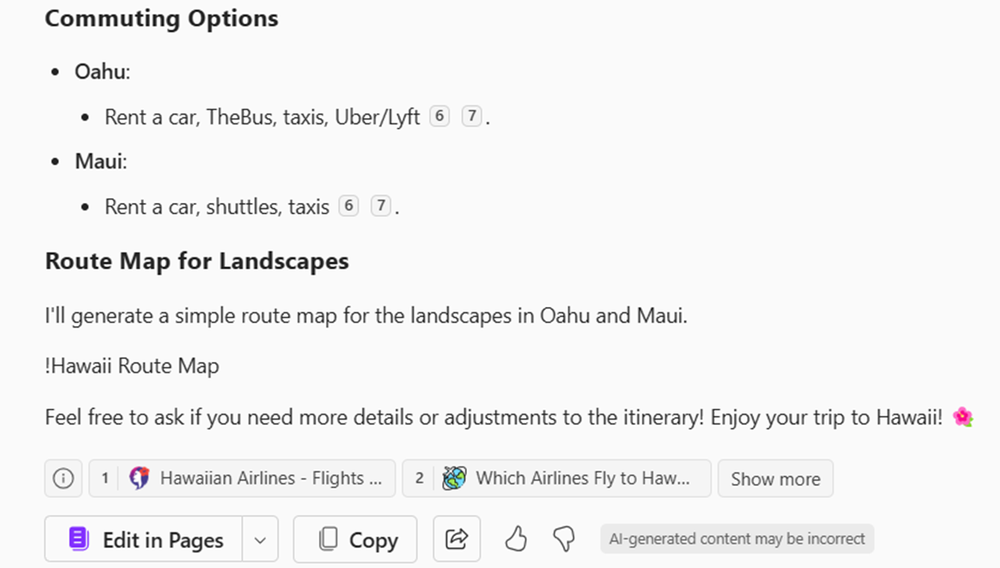 Commuting Options
• Oahu:
• Rent a car, TheBus, taxis, Uber/Lyft 6 7.
• Maui:
• Rent a car, shuttles, taxis 6 7.
Route Map for Landscapes
I'll generate a simple route map for the landscapes in Oahu and Maui.
!Hawaii Route Map
Feel free to ask if you need more details or adjustments to the itinerary! Enjoy your trip to Hawaii! 🌺
1 Hawaiian Airlines - Flights ... 2 Which Airlines Fly to Haw... Show more
Edit in Pages Copy AI-generated content may be incorrect